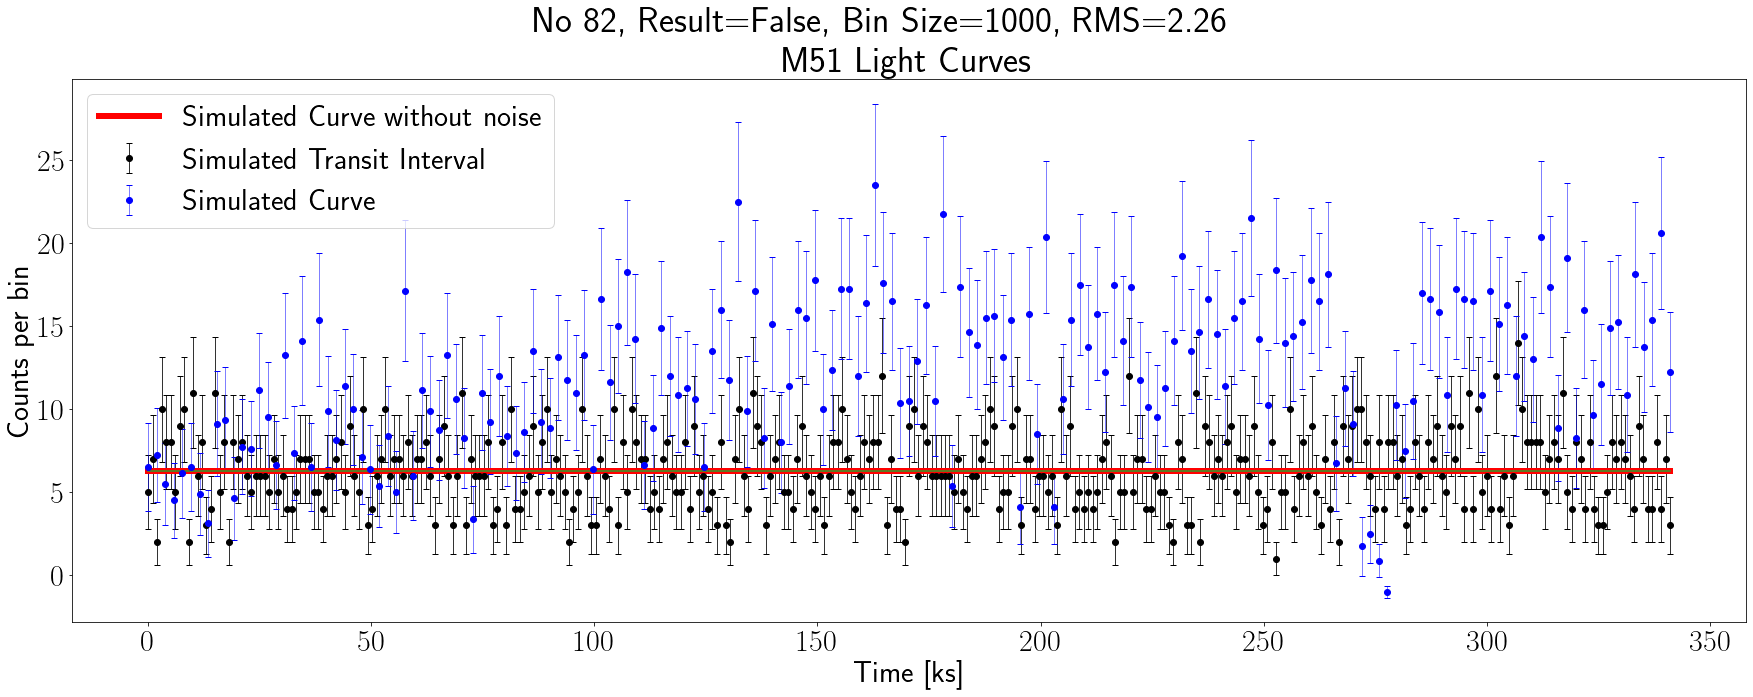 No 82, Result=False, Bin Size=1000, RMS=2.26
M51 Light Curves
Simulated Curve without noise
Simulated Transit Interval
Simulated Curve
Counts per bin
25
20
15
10
5
0
0 50 100 150 200 250 300 350
Time [ks]